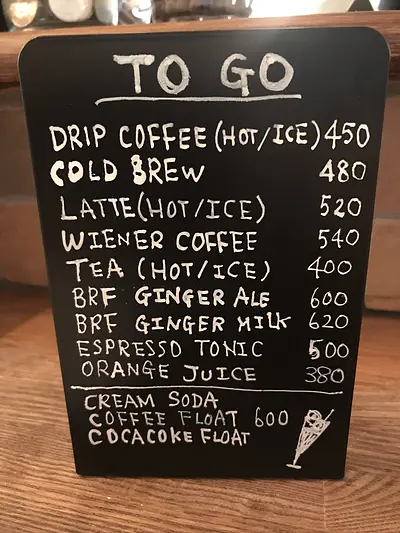 TO GO
DRIP COFFEE (HOT/ICE) 450
COLD BREW 480
LATTE (HOT/ICE) 520
WIENER COFFEE 540
TEA (HOT/ICE) 400
BRF GINGER ALE 600
BRF GINGER MILK 620
ESPRESSO TONIC 500
ORANGE JUICE 380
CREAM SODA
COFFEE FLOAT 600
COCACOKE FLOAT